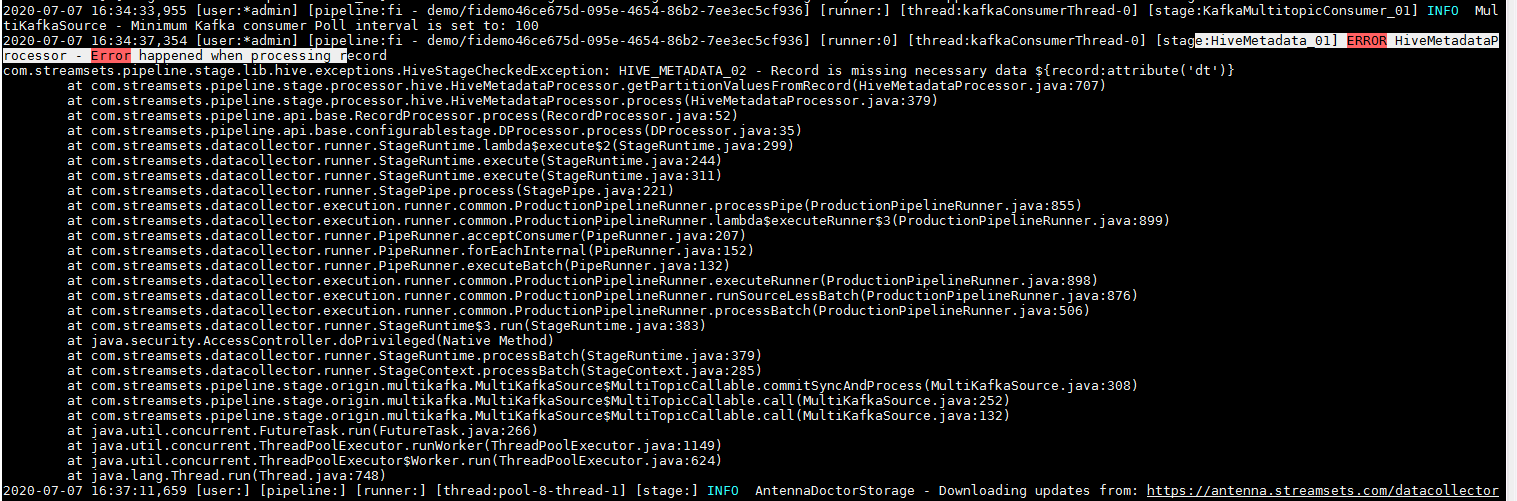 2020-07-07 16:34:33,955 [user:*admin] [pipeline:fi - demo/fidemo46ce675d-095e-4654-86b2-7ee3ec5cf936] [runner:] [thread:kafkaConsumerThread-0] [stage:KafkaMultitopicConsumer_01] INFO  Mul
tiKafkaSource - Minimum Kafka consumer Poll interval is set to: 100
2020-07-07 16:34:37,354 [user:*admin] [pipeline:fi - demo/fidemo46ce675d-095e-4654-86b2-7ee3ec5cf936] [runner:0] [thread:kafkaConsumerThread-0] [stage:HiveMetadata_01] ERROR HiveMetadataP
rocessor - Error happened when processing record
com.streamsets.pipeline.stage.lib.hive.exceptions.HiveStageCheckedException: HIVE_METADATA_02 - Record is missing necessary data ${record:attribute('dt')}
at com.streamsets.pipeline.stage.processor.hive.HiveMetadataProcessor.getPartitionValuesFromRecord(HiveMetadataProcessor.java:707)
at com.streamsets.pipeline.stage.processor.hive.HiveMetadataProcessor.process(HiveMetadataProcessor.java:379)
at com.streamsets.pipeline.api.base.RecordProcessor.process(RecordProcessor.java:52)
at com.streamsets.pipeline.api.base.configurablestage.DProcessor.process(DProcessor.java:35)
at com.streamsets.datacollector.runner.StageRuntime.lambda$execute$2(StageRuntime.java:299)
at com.streamsets.datacollector.runner.StageRuntime.execute(StageRuntime.java:244)
at com.streamsets.datacollector.runner.StageRuntime.execute(StageRuntime.java:311)
at com.streamsets.datacollector.runner.StagePipe.process(StagePipe.java:221)
at com.streamsets.datacollector.execution.runner.common.ProductionPipelineRunner.processPipe(ProductionPipelineRunner.java:855)
at com.streamsets.datacollector.execution.runner.common.ProductionPipelineRunner.lambda$executeRunner$3(ProductionPipelineRunner.java:899)
at com.streamsets.datacollector.runner.PipeRunner.acceptConsumer(PipeRunner.java:207)
at com.streamsets.datacollector.runner.PipeRunner.forEachInternal(PipeRunner.java:152)
at com.streamsets.datacollector.runner.PipeRunner.executeBatch(PipeRunner.java:132)
at com.streamsets.datacollector.execution.runner.common.ProductionPipelineRunner.executeRunner(ProductionPipelineRunner.java:898)
at com.streamsets.datacollector.execution.runner.common.ProductionPipelineRunner.runSourceLessBatch(ProductionPipelineRunner.java:876)
at com.streamsets.datacollector.execution.runner.common.ProductionPipelineRunner.processBatch(ProductionPipelineRunner.java:506)
at com.streamsets.datacollector.runner.StageRuntime$3.run(StageRuntime.java:383)
at java.security.AccessController.doPrivileged(Native Method)
at com.streamsets.datacollector.runner.StageRuntime.processBatch(StageRuntime.java:379)
at com.streamsets.datacollector.runner.StageContext.processBatch(StageContext.java:285)
at com.streamsets.pipeline.stage.origin.multikafka.MultiKafkaSource$MultiTopicCallable.commitSyncAndProcess(MultiKafkaSource.java:308)
at com.streamsets.pipeline.stage.origin.multikafka.MultiKafkaSource$MultiTopicCallable.call(MultiKafkaSource.java:252)
at com.streamsets.pipeline.stage.origin.multikafka.MultiKafkaSource$MultiTopicCallable.call(MultiKafkaSource.java:132)
at java.util.concurrent.FutureTask.run(FutureTask.java:266)
at java.util.concurrent.ThreadPoolExecutor.runWorker(ThreadPoolExecutor.java:1149)
at java.util.concurrent.ThreadPoolExecutor$Worker.run(ThreadPoolExecutor.java:624)
at java.lang.Thread.run(Thread.java:748)
2020-07-07 16:37:11,659 [user:] [pipeline:] [runner:] [thread:pool-8-thread-1] [stage:] INFO  AntennaDoctorStorage - Downloading updates from: https://antenna.streamsets.com/datacollector